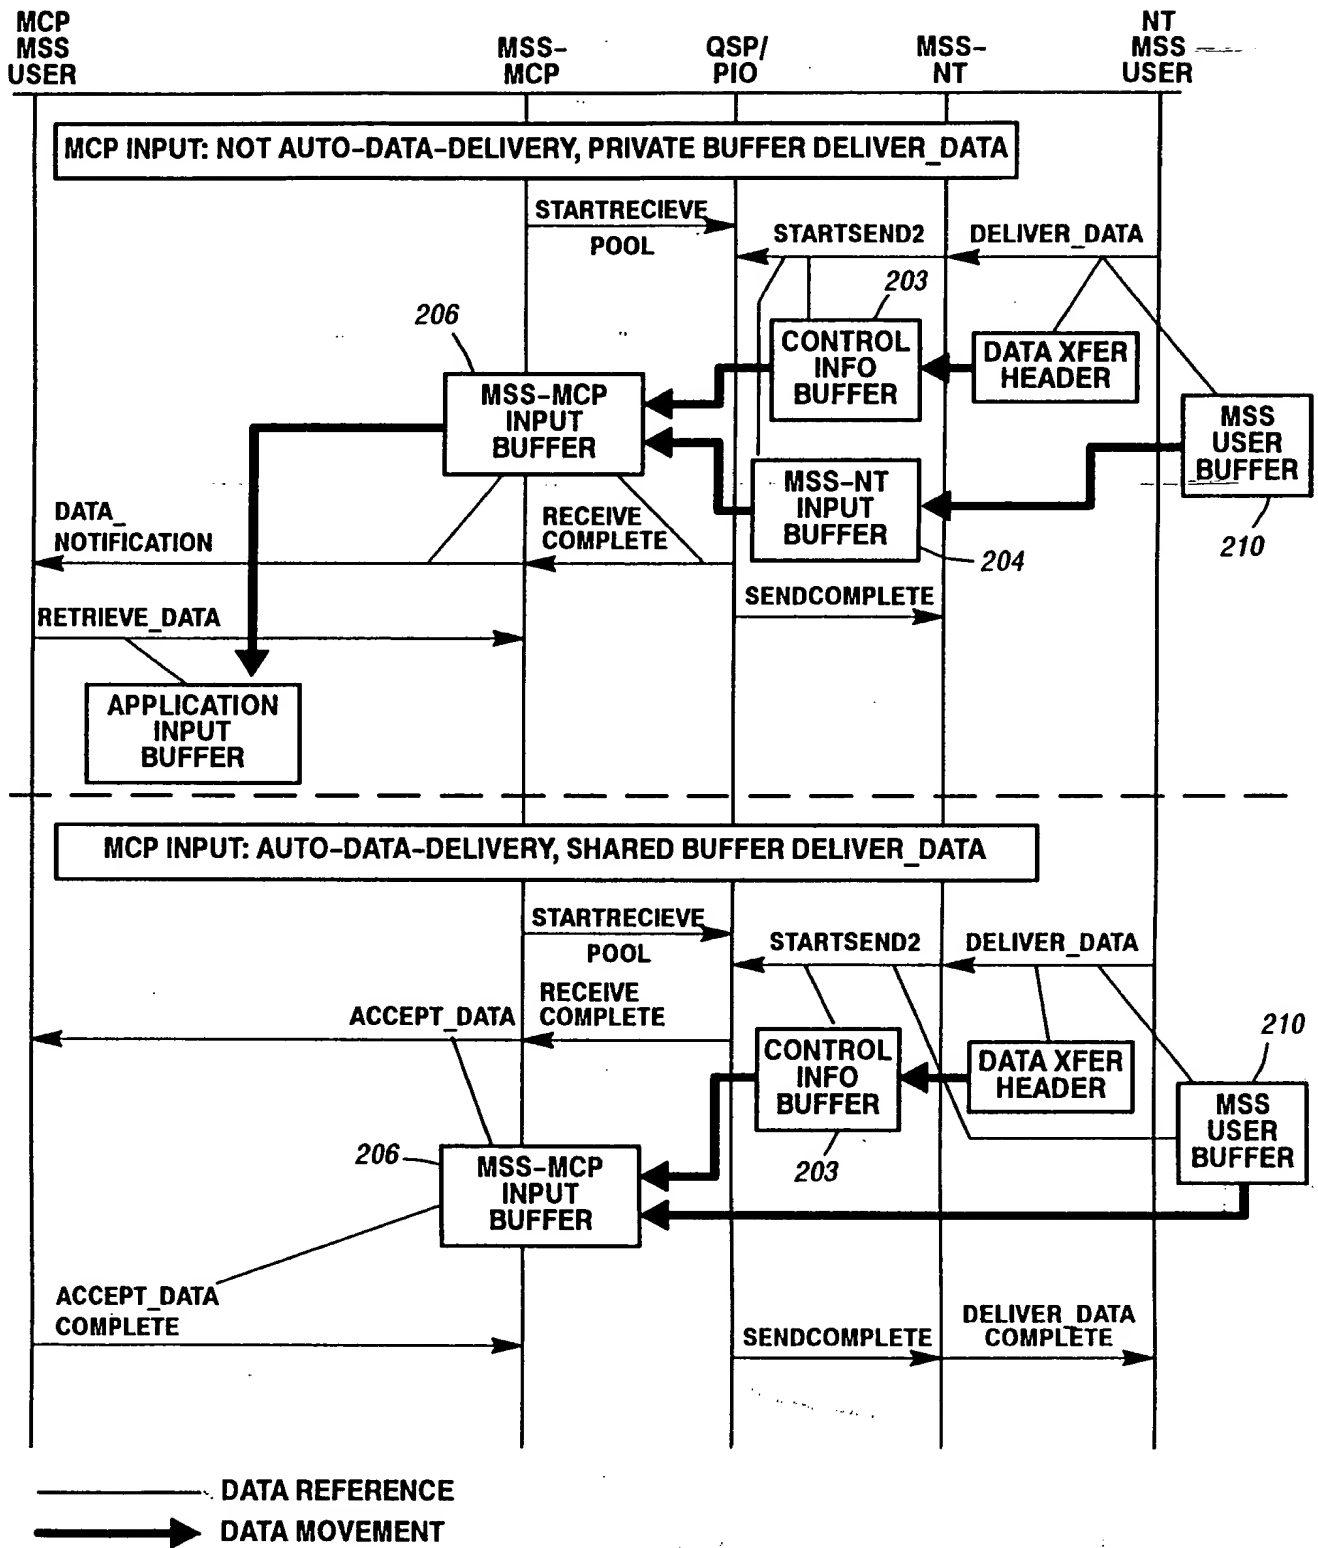 MCP
MSS
USER
MSS-
MCP
QSP/
PIO
MSS-
NT
NT
MSS
USER
MCP INPUT: NOT AUTO-DATA-DELIVERY, PRIVATE BUFFER DELIVER_DATA
STARTRECIEVE
POOL
STARTSEND2
DELIVER_DATA
203
206
CONTROL
INFO
BUFFER
DATA XFER
HEADER
MSS-MCP
INPUT
BUFFER
MSS
USER
BUFFER
210
MSS-NT
INPUT
BUFFER
204
DATA_
NOTIFICATION
RECEIVE
COMPLETE
SENDCOMPLETE
RETRIEVE_DATA
APPLICATION
INPUT
BUFFER
MCP INPUT: AUTO-DATA-DELIVERY, SHARED BUFFER DELIVER_DATA
STARTRECIEVE
POOL
STARTSEND2
DELIVER_DATA
ACCEPT_DATA
RECEIVE
COMPLETE
210
CONTROL
INFO
BUFFER
203
DATA XFER
HEADER
MSS
USER
BUFFER
206
MSS-MCP
INPUT
BUFFER
ACCEPT_DATA
COMPLETE
SENDCOMPLETE
DELIVER_DATA
COMPLETE
DATA REFERENCE
DATA MOVEMENT